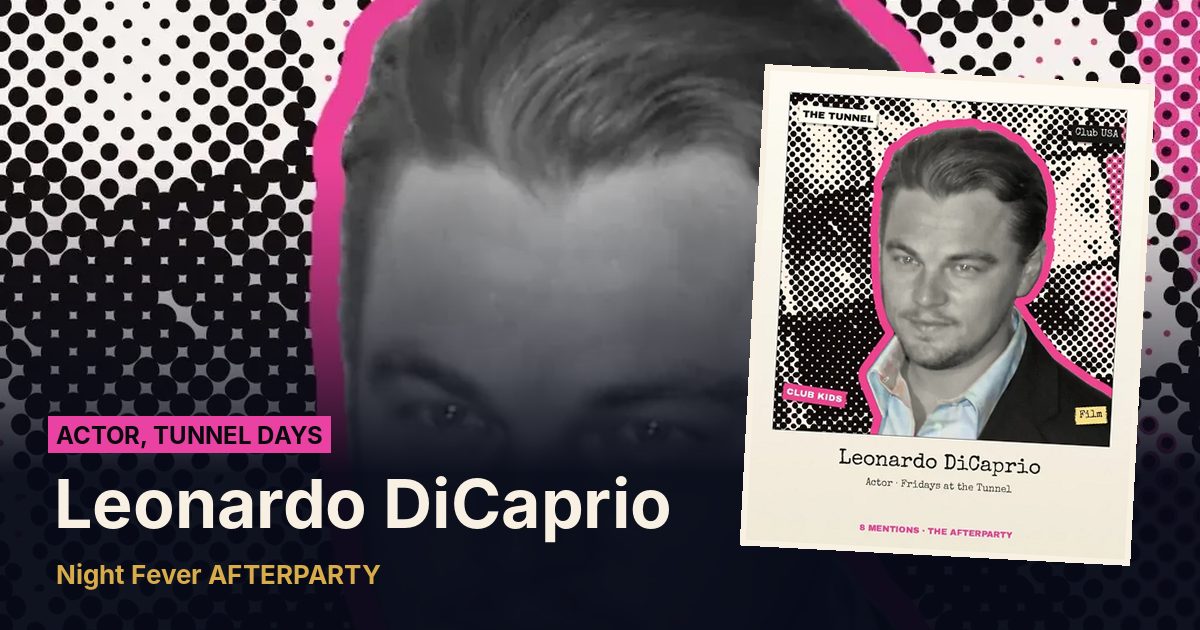 ACTOR, TUNNEL DAYS
Leonardo DiCaprio
Night Fever AFTERPARTY
THE TUNNEL
Club USA
CLUB KIDS
Film
Leonardo DiCaprio
Actor · Fridays at the Tunnel
8 MENTIONS · THE AFTERPARTY